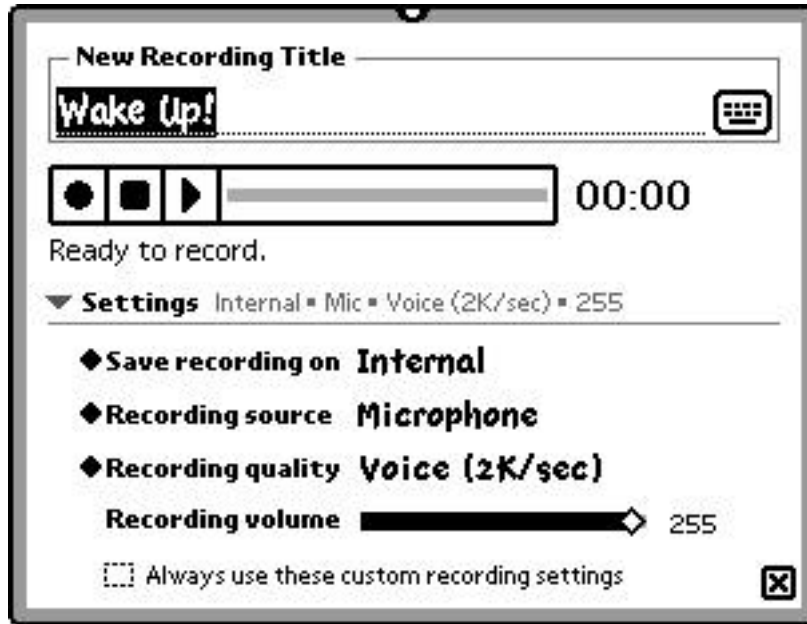 New Recording Title
Wake Up!
00:00
Ready to record.
Settings Internal ▪ Mic ▪ Voice (2K/sec) ▪ 255
Save recording on Internal
Recording source Microphone
Recording quality Voice (2K/sec)
Recording volume 255
Always use these custom recording settings